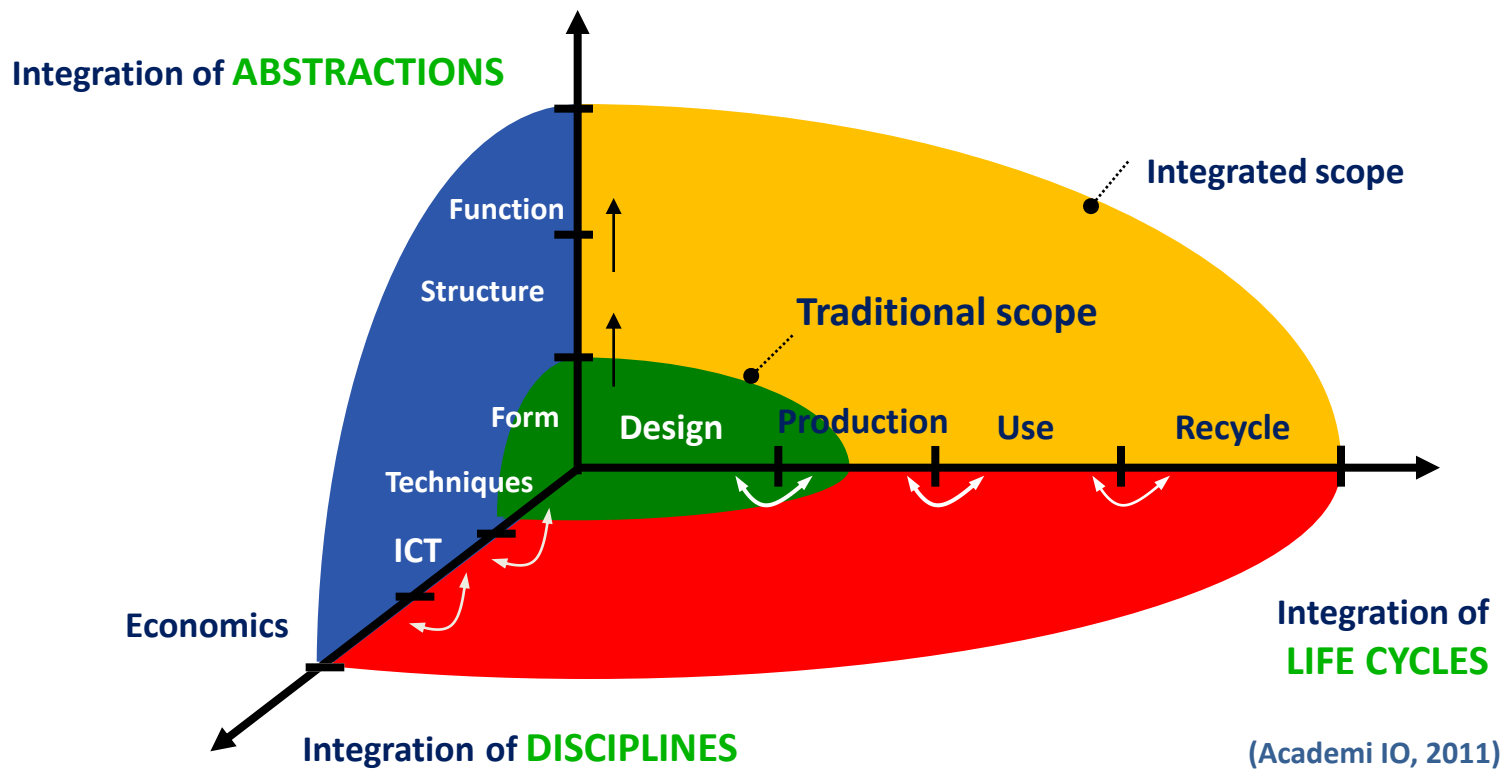 Integration of ABSTRACTIONS
Integrated scope
Function
Structure
Traditional scope
Form
Design
Production
Use
Recycle
Techniques
ICT
Economics
Integration of
LIFE CYCLES
Integration of DISCIPLINES
(Academi IO, 2011)